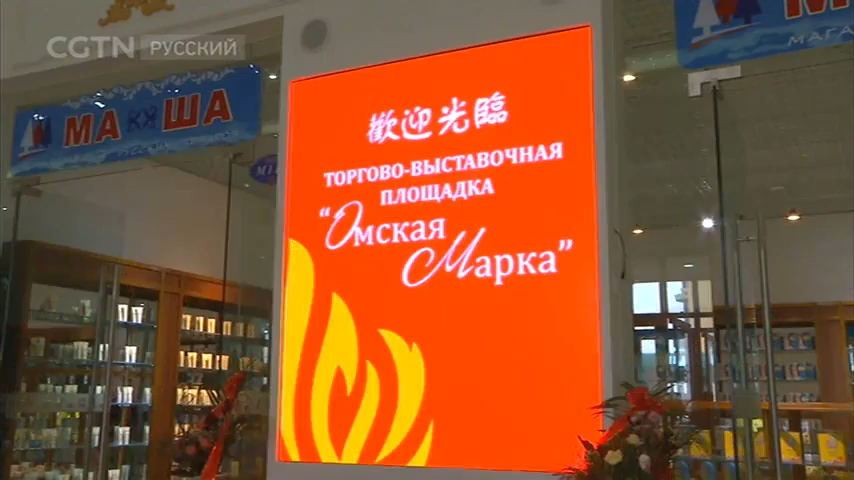 CGTN РУССКИЙ
МАША
歡迎光臨
ТОРГОВО-ВЫСТАВОЧНАЯ
ПЛОЩАДКА
“Омская
Марка”